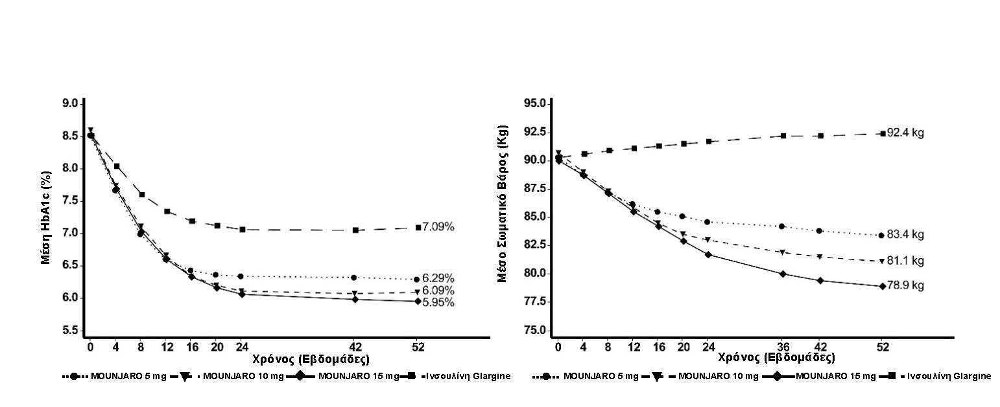 Μέση HbA1c (%)
9.0
8.5
8.0
7.5
7.0
6.5
6.0
5.5
7.09%
6.29%
6.09%
5.95%
0 4 8 12 16 20 24 42 52
Χρόνος (Εβδομάδες)
MOUNJARO 5 mg MOUNJARO 10 mg MOUNJARO 15 mg Ινσουλίνη Glargine
Μέσο Σωματικό Βάρος (Kg)
95.0
92.5
90.0
87.5
85.0
82.5
80.0
77.5
75.0
92.4 kg
83.4 kg
81.1 kg
78.9 kg
0 4 8 12 16 20 24 36 42 52
Χρόνος (Εβδομάδες)
MOUNJARO 5 mg MOUNJARO 10 mg MOUNJARO 15 mg Ινσουλίνη Glargine